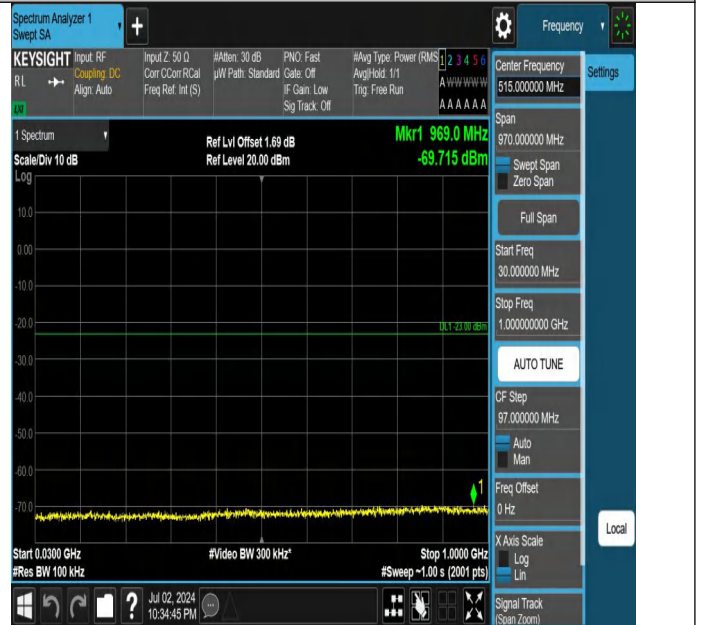 Spectrum Analyzer 1
Swept SA
+
Frequency
KEYSIGHT
RL
LXI
Input: RF
Coupling: DC
Align: Auto
Input Z: 50 Ω
Corr CCorr RCal
Freq Ref: Int (S)
#Atten: 30 dB
µW Path: Standard
PNO: Fast
Gate: Off
IF Gain: Low
Sig Track: Off
#Avg Type: Power (RMS
Avg|Hold: 1/1
Trig: Free Run
1 2 3 4 5 6
A W W W W W
A A A A A A
1 Spectrum
Scale/Div 10 dB
Log
Ref Lvl Offset 1.69 dB
Ref Level 20.00 dBm
Mkr1 969.0 MHz
-69.715 dBm
10.0
0.00
-10.0
-20.0
-30.0
-40.0
-50.0
-60.0
-70.0
DL1 -23.00 dBm
1
Start 0.0300 GHz
#Res BW 100 kHz
#Video BW 300 kHz*
Stop 1.0000 GHz
#Sweep ~1.00 s (2001 pts)
Center Frequency
515.000000 MHz
Span
970.000000 MHz
Swept Span
Zero Span
Full Span
Start Freq
30.000000 MHz
Stop Freq
1.000000000 GHz
AUTO TUNE
CF Step
97.000000 MHz
Auto
Man
Freq Offset
0 Hz
X Axis Scale
Log
Lin
Signal Track
(Span Zoom)
Settings
Local
?
Jul 02, 2024
10:34:45 PM